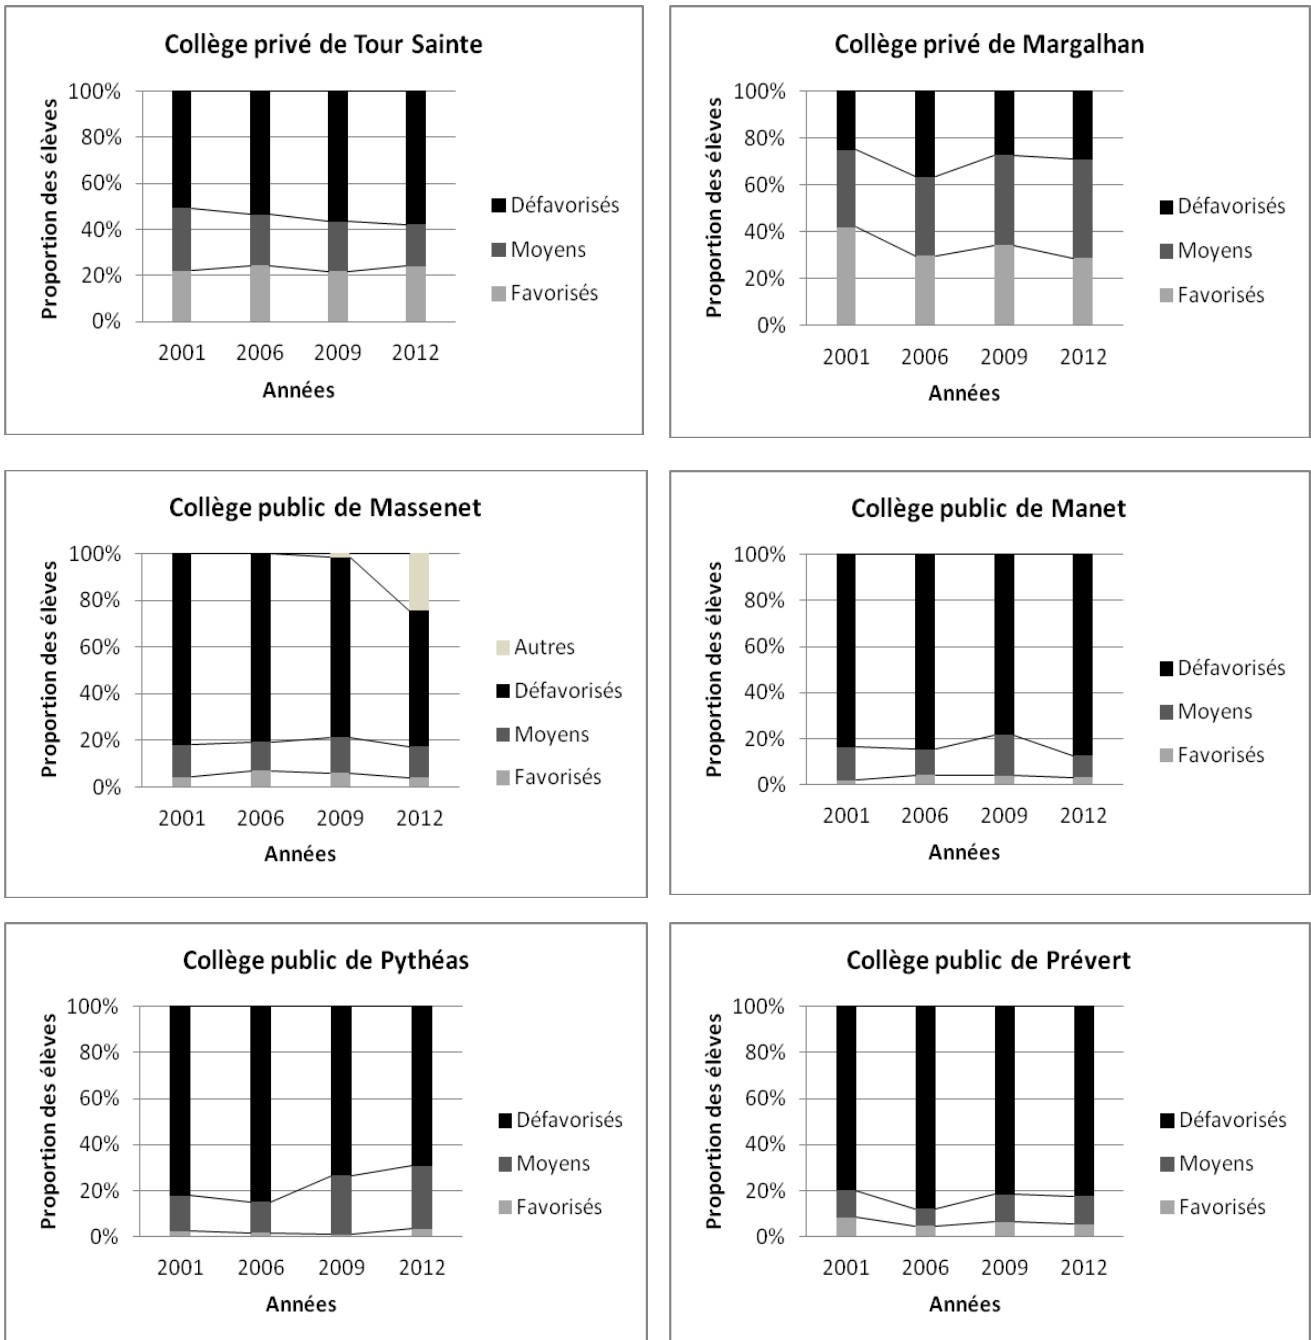 Collège privé de Tour Sainte
Proportion des élèves
100%
80%
60%
40%
20%
0%
2001 2006 2009 2012
Années
Défavorisés
Moyens
Favorisés
Collège privé de Margalhan
Proportion des élèves
100%
80%
60%
40%
20%
0%
2001 2006 2009 2012
Années
Défavorisés
Moyens
Favorisés
Collège public de Massenet
Proportion des élèves
100%
80%
60%
40%
20%
0%
2001 2006 2009 2012
Années
Autres
Défavorisés
Moyens
Favorisés
Collège public de Manet
Proportion des élèves
100%
80%
60%
40%
20%
0%
2001 2006 2009 2012
Années
Défavorisés
Moyens
Favorisés
Collège public de Pythéas
Proportion des élèves
100%
80%
60%
40%
20%
0%
2001 2006 2009 2012
Années
Défavorisés
Moyens
Favorisés
Collège public de Prévert
Proportion des élèves
100%
80%
60%
40%
20%
0%
2001 2006 2009 2012
Années
Défavorisés
Moyens
Favorisés